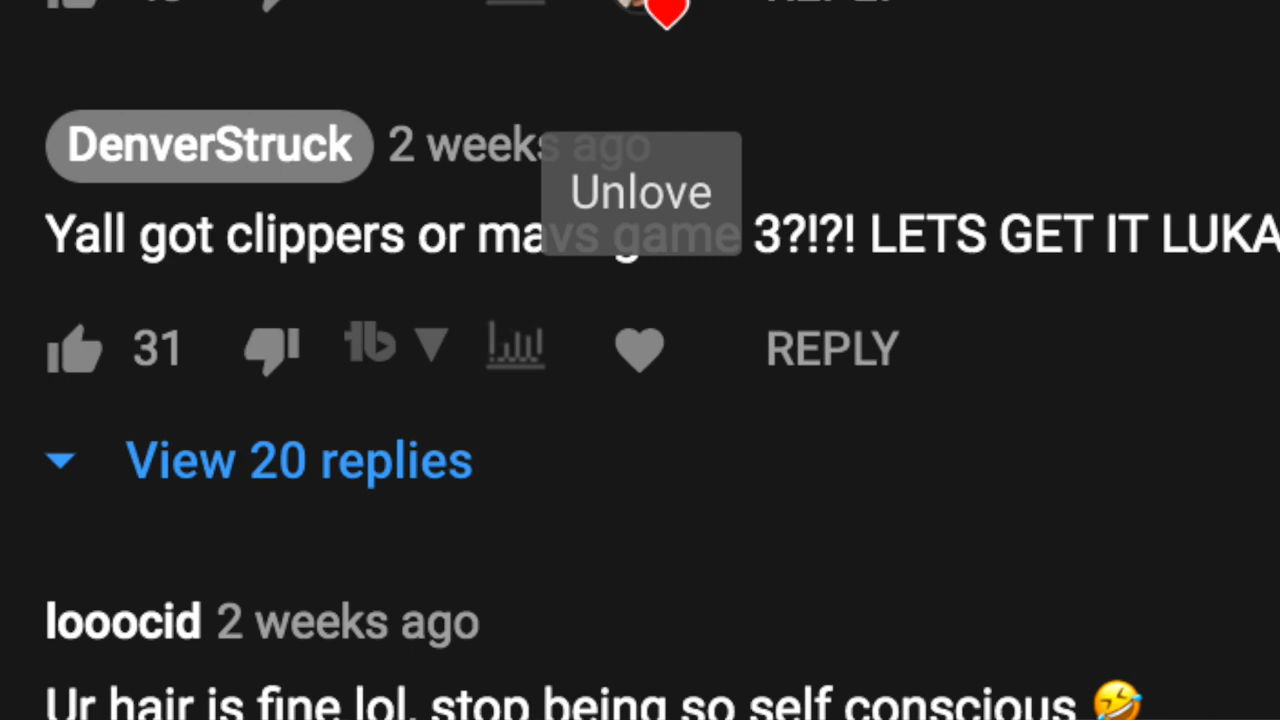 DenverStruck 2 weeks ago
Unlove
Yall got clippers or mavs game 3?!?! LETS GET IT LUKA
31 REPLY
View 20 replies
looocid 2 weeks ago
Ur hair is fine lol, stop being so self conscious 🤣